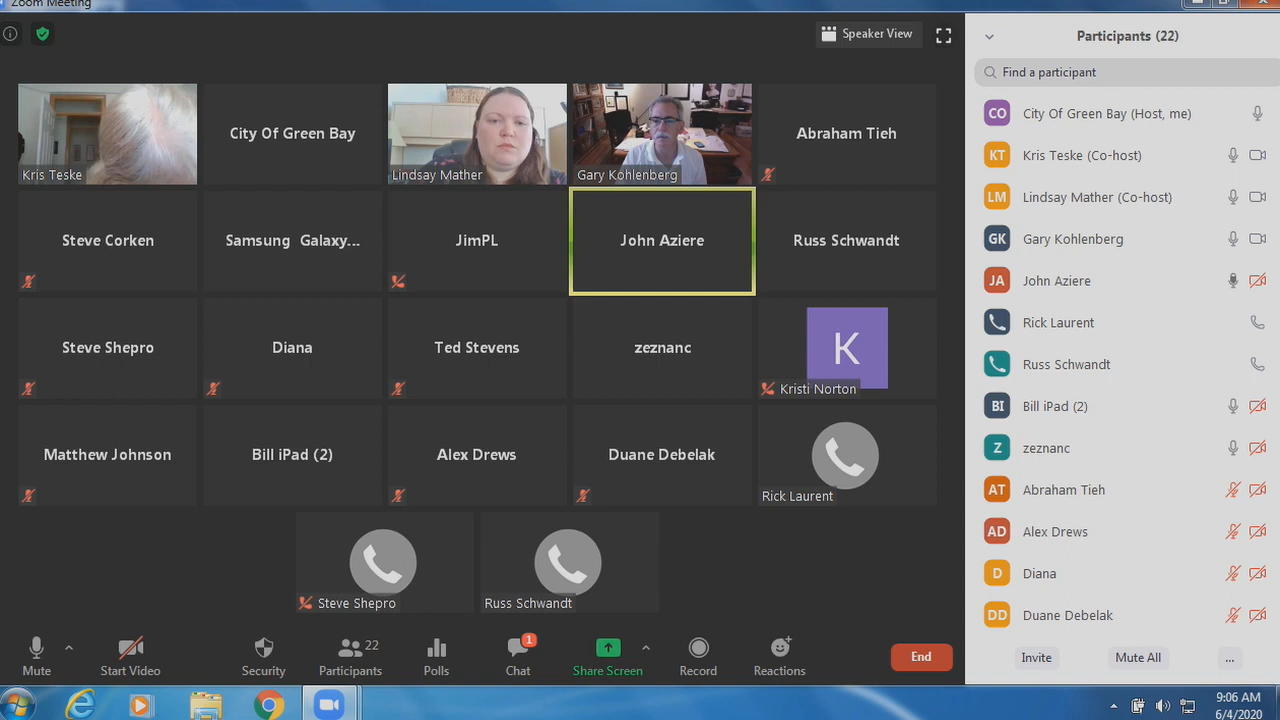 Zoom Meeting
Speaker View
Participants (22)
Find a participant
Kris Teske
City Of Green Bay
Lindsay Mather
Gary Kohlenberg
Abraham Tieh
Steve Corken
Samsung Galaxy...
JimPL
John Aziere
Russ Schwandt
Steve Shepro
Diana
Ted Stevens
zeznanc
K
Kristi Norton
Matthew Johnson
Bill iPad (2)
Alex Drews
Duane Debelak
Rick Laurent
Steve Shepro
Russ Schwandt
CO City Of Green Bay (Host, me)
KT Kris Teske (Co-host)
LM Lindsay Mather (Co-host)
GK Gary Kohlenberg
JA John Aziere
Rick Laurent
Russ Schwandt
BI Bill iPad (2)
Z zeznanc
AT Abraham Tieh
AD Alex Drews
D Diana
DD Duane Debelak
Invite Mute All ...
Mute
Start Video
Security
Participants 22
Polls
Chat 1
Share Screen
Record
Reactions
End
9:06 AM
6/4/2020